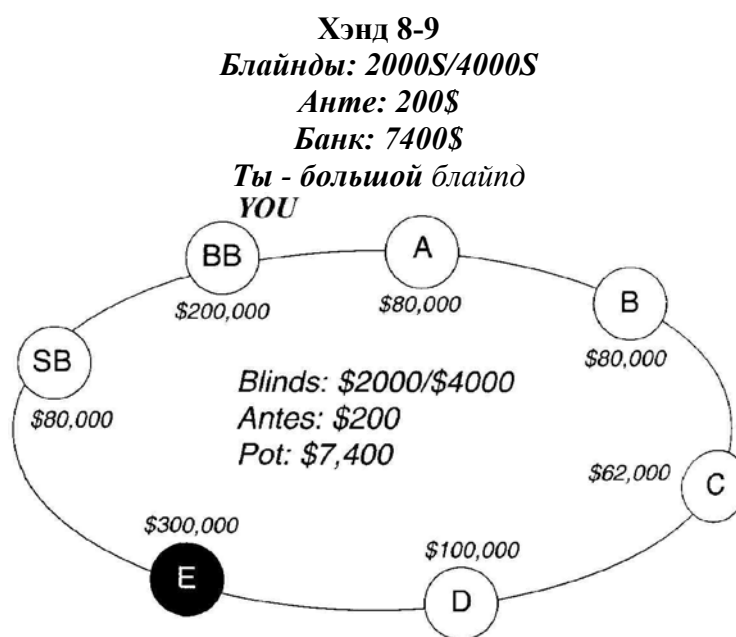 Хэнд 8-9
Блайнды: 2000S/4000S
Анте: 200$
Банк: 7400$
Ты - большой блайпд
YOU
BB
$200,000
A
$80,000
B
$80,000
SB
$80,000
Blinds: $2000/$4000
Antes: $200
Pot: $7,400
$62,000
C
$300,000
E
$100,000
D